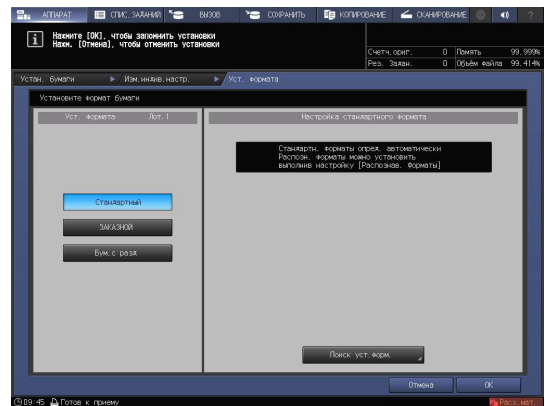 АППАРАТ
СПИС. ЗАДАНИЙ
ВЫЗОВ
СОХРАНИТЬ
КОПИРОВАНИЕ
СКАНИРОВАНИЕ
?
Нажмите [OK], чтобы запомнить установки
Нажм. [Отмена], чтобы отменить установки
Счетч. ориг. 0 Память 99.999%
Рез. Задан. 0 Объём файла 99.414%
Устан. бумаги Изм.индив.настр. Уст. формата
Установите формат бумаги
Уст. формата Лот.1
Настройка стандартного формата
Стандартн. форматы опред. автоматически
Распозн. форматы можно установить
выполнив настройку [Распознав. Форматы]
Стандартный
ЗАКАЗНОЙ
Бум.с разд.
Поиск уст.форм.
Отмена
OK
09:45 Готов к приему
Расх.мат.